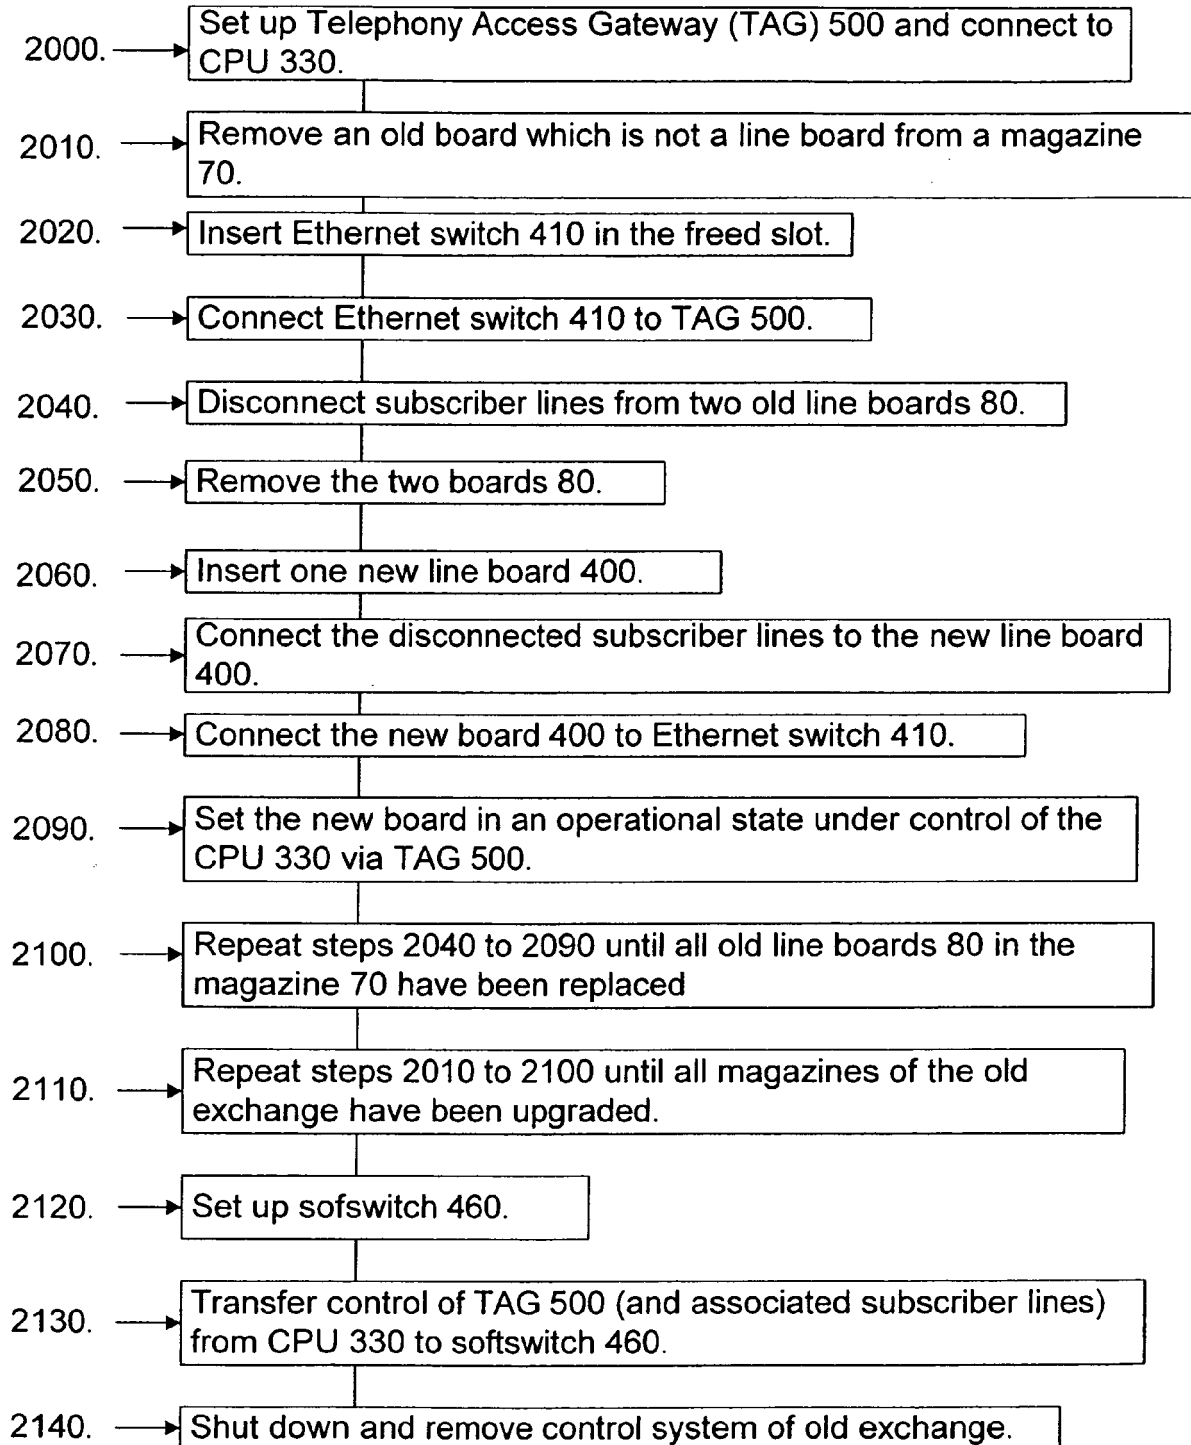 2000. Set up Telephony Access Gateway (TAG) 500 and connect to
CPU 330.
2010. Remove an old board which is not a line board from a magazine
70.
2020. Insert Ethernet switch 410 in the freed slot.
2030. Connect Ethernet switch 410 to TAG 500.
2040. Disconnect subscriber lines from two old line boards 80.
2050. Remove the two boards 80.
2060. Insert one new line board 400.
2070. Connect the disconnected subscriber lines to the new line board
400.
2080. Connect the new board 400 to Ethernet switch 410.
2090. Set the new board in an operational state under control of the
CPU 330 via TAG 500.
2100. Repeat steps 2040 to 2090 until all old line boards 80 in the
magazine 70 have been replaced
2110. Repeat steps 2010 to 2100 until all magazines of the old
exchange have been upgraded.
2120. Set up sofswitch 460.
2130. Transfer control of TAG 500 (and associated subscriber lines)
from CPU 330 to softswitch 460.
2140. Shut down and remove control system of old exchange.